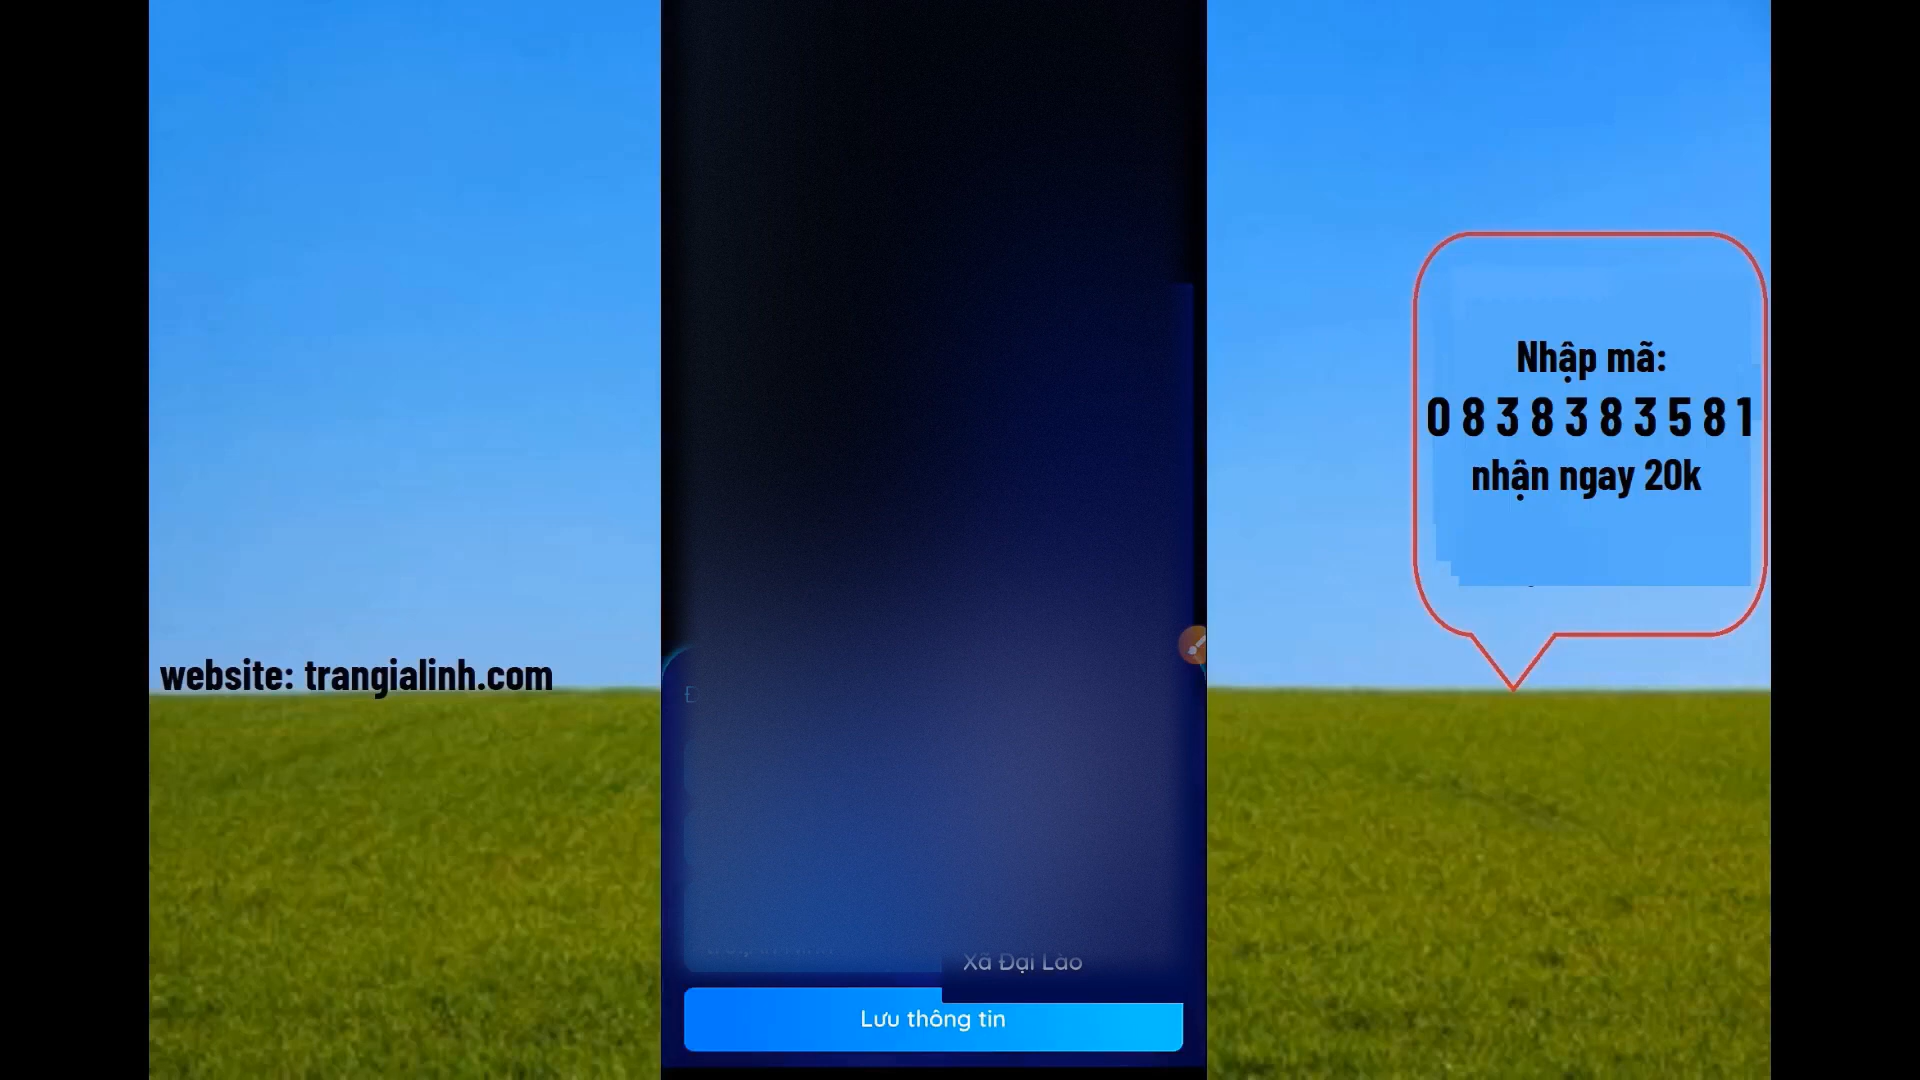 website: trangialinh.com
Xã Đại Lào
Lưu thông tin
Nhập mã:
0838383581
nhận ngay 20k